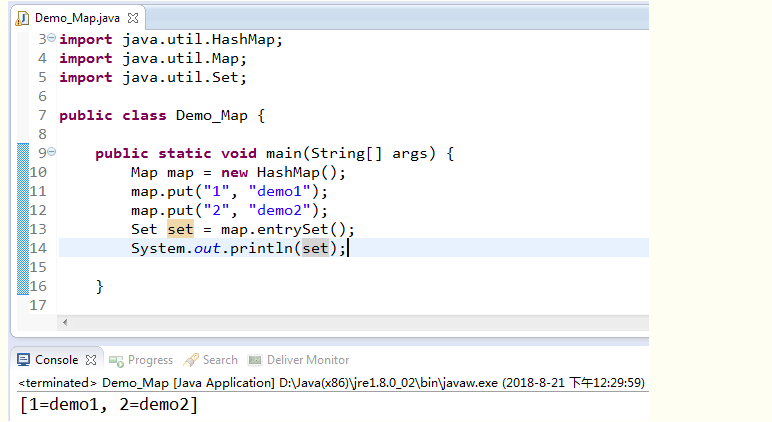 Demo_Map.java
3 import java.util.HashMap;
4 import java.util.Map;
5 import java.util.Set;
6
7 public class Demo_Map {
8
9     public static void main(String[] args) {
10         Map map = new HashMap();
11         map.put("1", "demo1");
12         map.put("2", "demo2");
13         Set set = map.entrySet();
14         System.out.println(set);
15
16     }
17
Console Progress Search Deliver Monitor
<terminated> Demo_Map [Java Application] D:\Java(x86)\jre1.8.0_02\bin\javaw.exe (2018-8-21 下午12:29:59)
[1=demo1, 2=demo2]